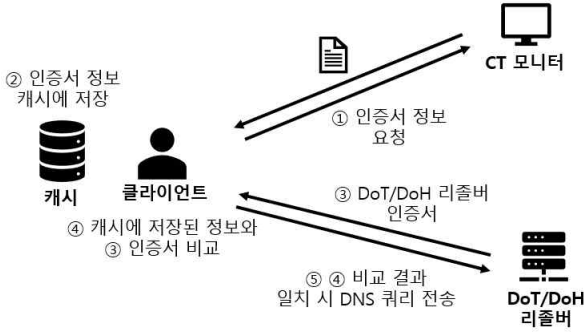 CT 모니터
① 인증서 정보
요청
② 인증서 정보
캐시에 저장
캐시
클라이언트
③ DoT/DoH 리졸버
인증서
④ 캐시에 저장된 정보와
③ 인증서 비교
⑤ ④ 비교 결과
일치 시 DNS 쿼리 전송
DoT/DoH
리졸버